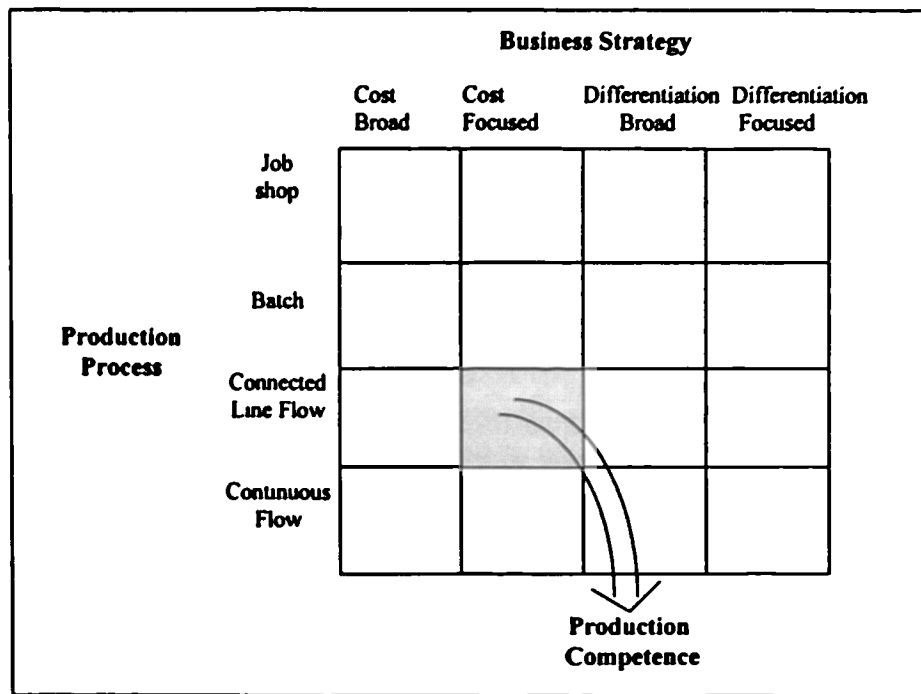 Business Strategy
Cost Cost Differentiation Differentiation
Broad Focused Broad Focused
Job
shop
Batch
Production
Process
Connected
Line Flow
Continuous
Flow
Production
Competence